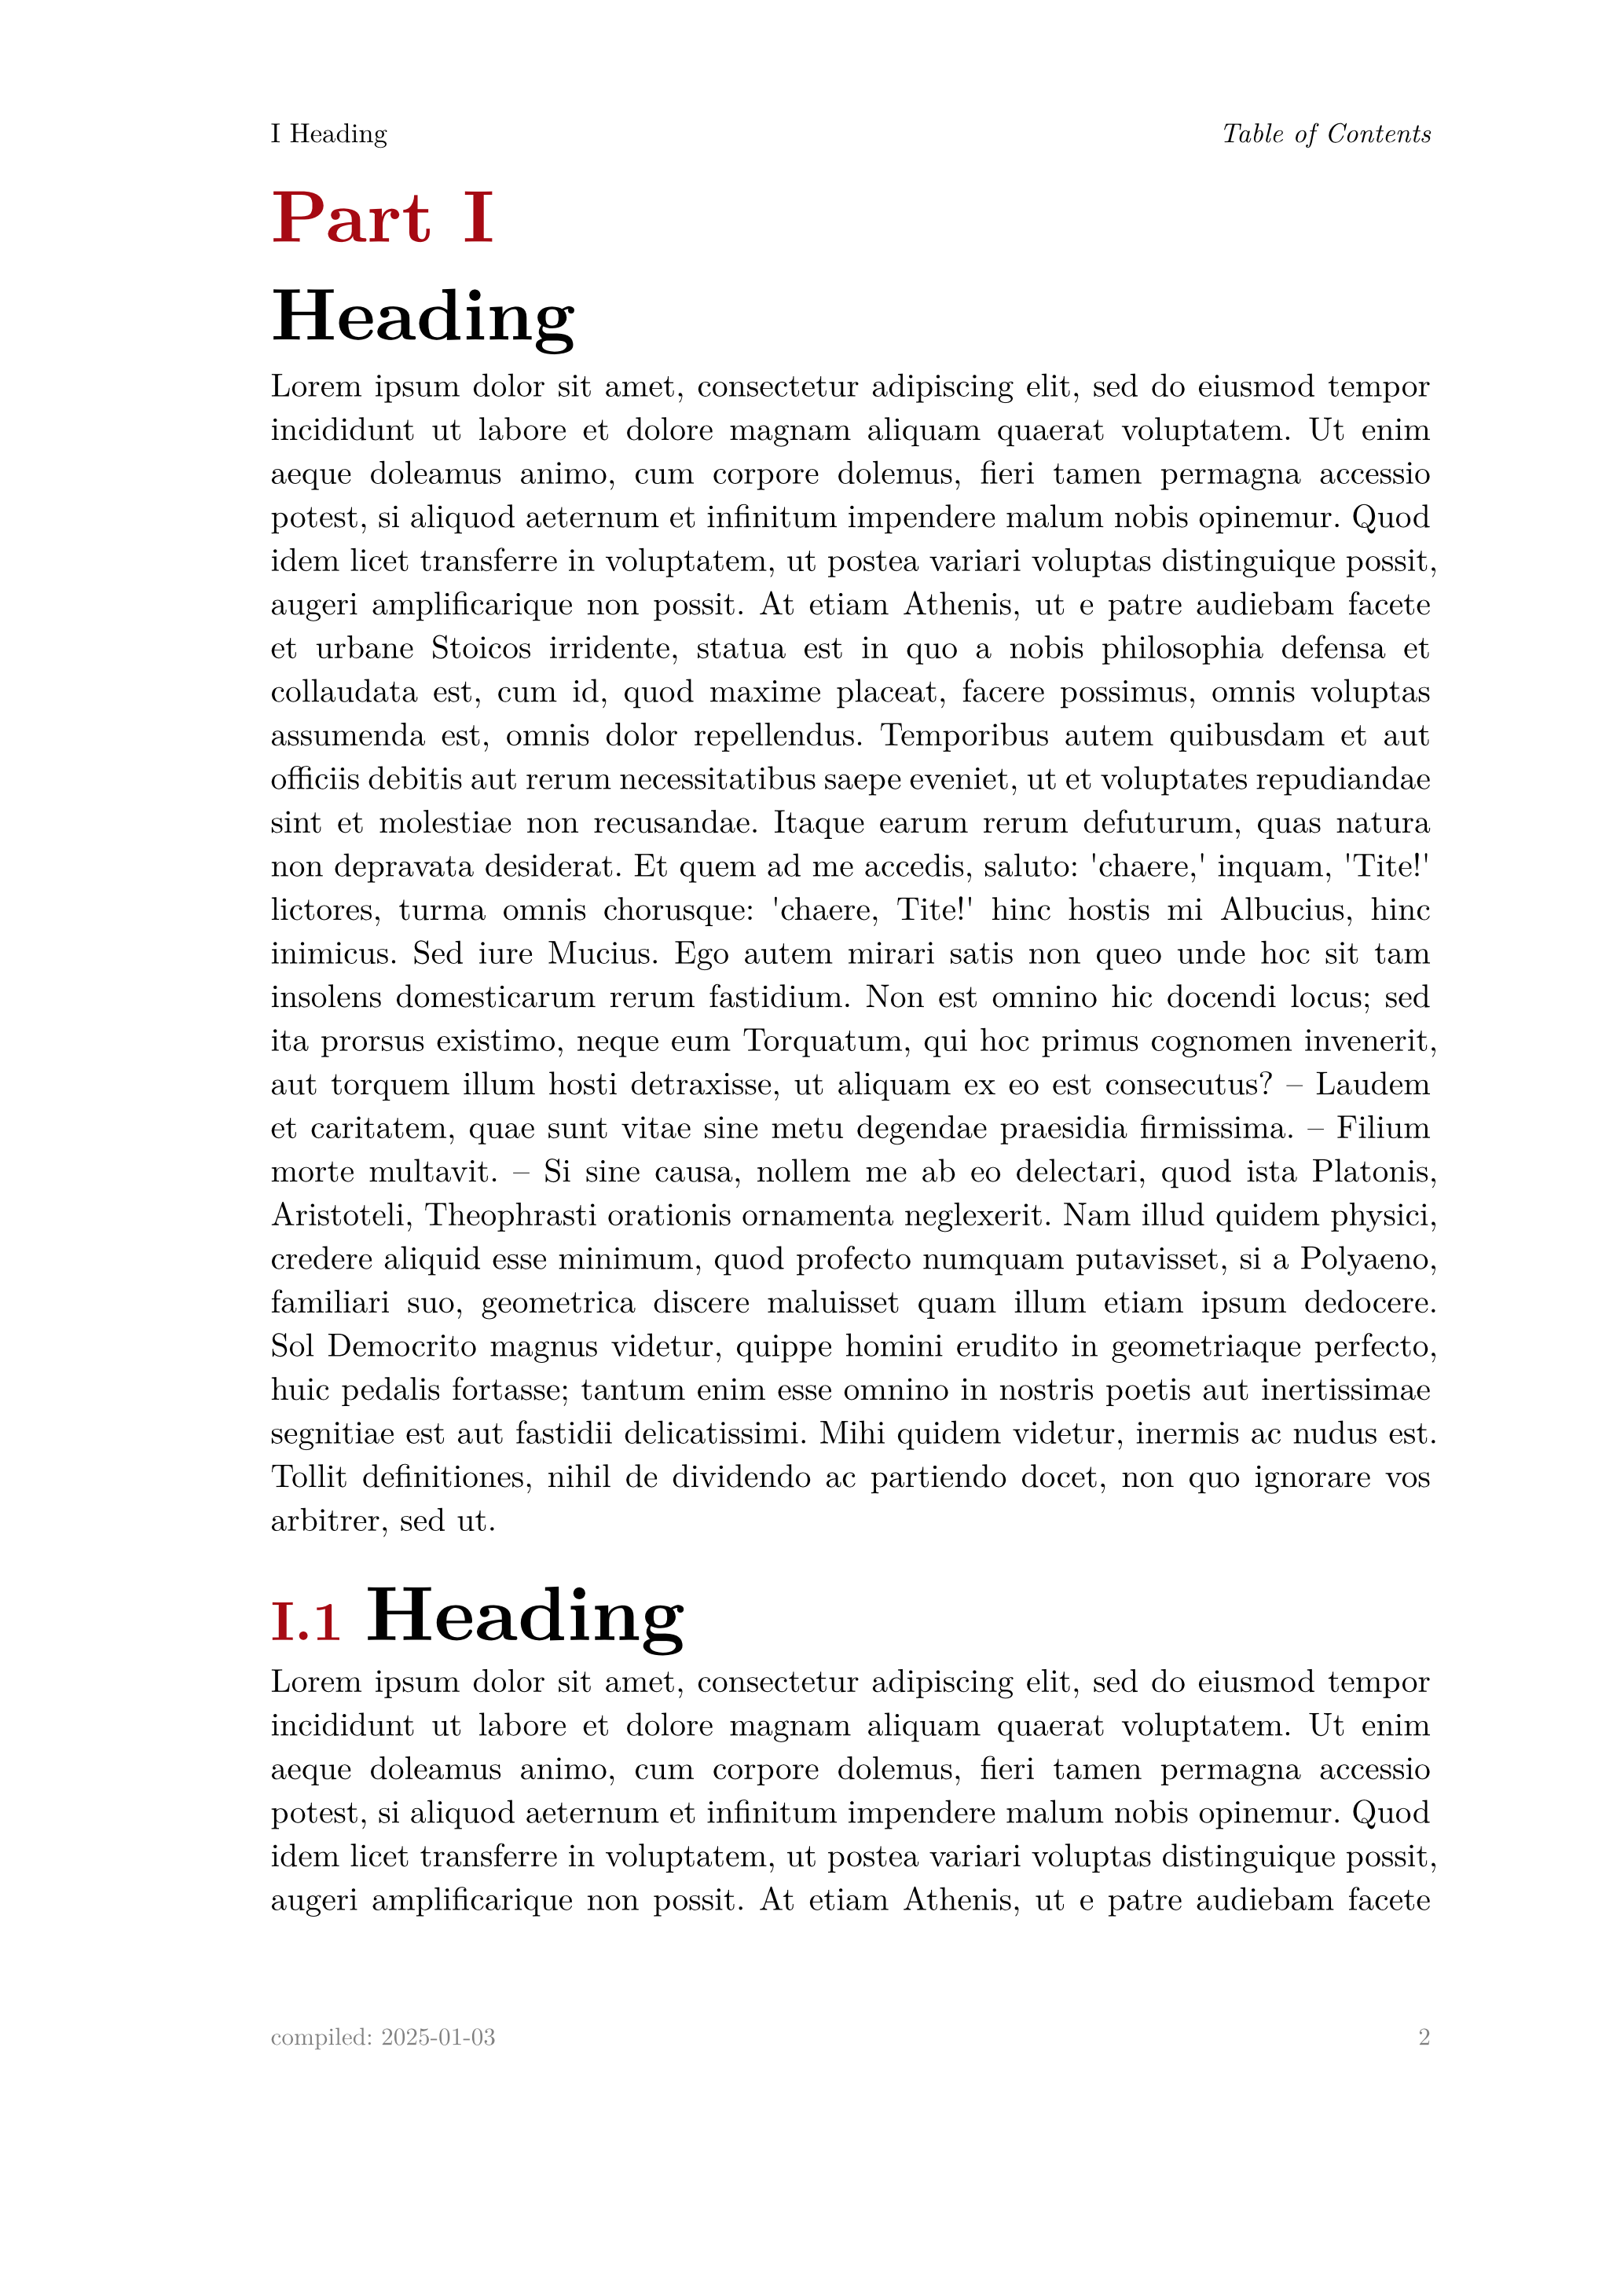 I Heading Table of Contents
Part I
Heading
Lorem ipsum dolor sit amet, consectetur adipiscing elit, sed do eiusmod tempor
incididunt ut labore et dolore magnam aliquam quaerat voluptatem. Ut enim
aeque doleamus animo, cum corpore dolemus, fieri tamen permagna accessio
potest, si aliquod aeternum et infinitum impendere malum nobis opinemur. Quod
idem licet transferre in voluptatem, ut postea variari voluptas distinguique possit,
augeri amplificarique non possit. At etiam Athenis, ut e patre audiebam facete
et urbane Stoicos irridente, statua est in quo a nobis philosophia defensa et
collaudata est, cum id, quod maxime placeat, facere possimus, omnis voluptas
assumenda est, omnis dolor repellendus. Temporibus autem quibusdam et aut
officiis debitis aut rerum necessitatibus saepe eveniet, ut et voluptates repudiandae
sint et molestiae non recusandae. Itaque earum rerum defuturum, quas natura
non depravata desiderat. Et quem ad me accedis, saluto: 'chaere,' inquam, 'Tite!'
lictores, turma omnis chorusque: 'chaere, Tite!' hinc hostis mi Albucius, hinc
inimicus. Sed iure Mucius. Ego autem mirari satis non queo unde hoc sit tam
insolens domesticarum rerum fastidium. Non est omnino hic docendi locus; sed
ita prorsus existimo, neque eum Torquatum, qui hoc primus cognomen invenerit,
aut torquem illum hosti detraxisse, ut aliquam ex eo est consecutus? – Laudem
et caritatem, quae sunt vitae sine metu degendae praesidia firmissima. – Filium
morte multavit. – Si sine causa, nollem me ab eo delectari, quod ista Platonis,
Aristoteli, Theophrasti orationis ornamenta neglexerit. Nam illud quidem physici,
credere aliquid esse minimum, quod profecto numquam putavisset, si a Polyaeno,
familiari suo, geometrica discere maluisset quam illum etiam ipsum dedocere.
Sol Democrito magnus videtur, quippe homini erudito in geometriaque perfecto,
huic pedalis fortasse; tantum enim esse omnino in nostris poetis aut inertissimae
segnitiae est aut fastidii delicatissimi. Mihi quidem videtur, inermis ac nudus est.
Tollit definitiones, nihil de dividendo ac partiendo docet, non quo ignorare vos
arbitrer, sed ut.
I.1 Heading
Lorem ipsum dolor sit amet, consectetur adipiscing elit, sed do eiusmod tempor
incididunt ut labore et dolore magnam aliquam quaerat voluptatem. Ut enim
aeque doleamus animo, cum corpore dolemus, fieri tamen permagna accessio
potest, si aliquod aeternum et infinitum impendere malum nobis opinemur. Quod
idem licet transferre in voluptatem, ut postea variari voluptas distinguique possit,
augeri amplificarique non possit. At etiam Athenis, ut e patre audiebam facete
compiled: 2025-01-03 2